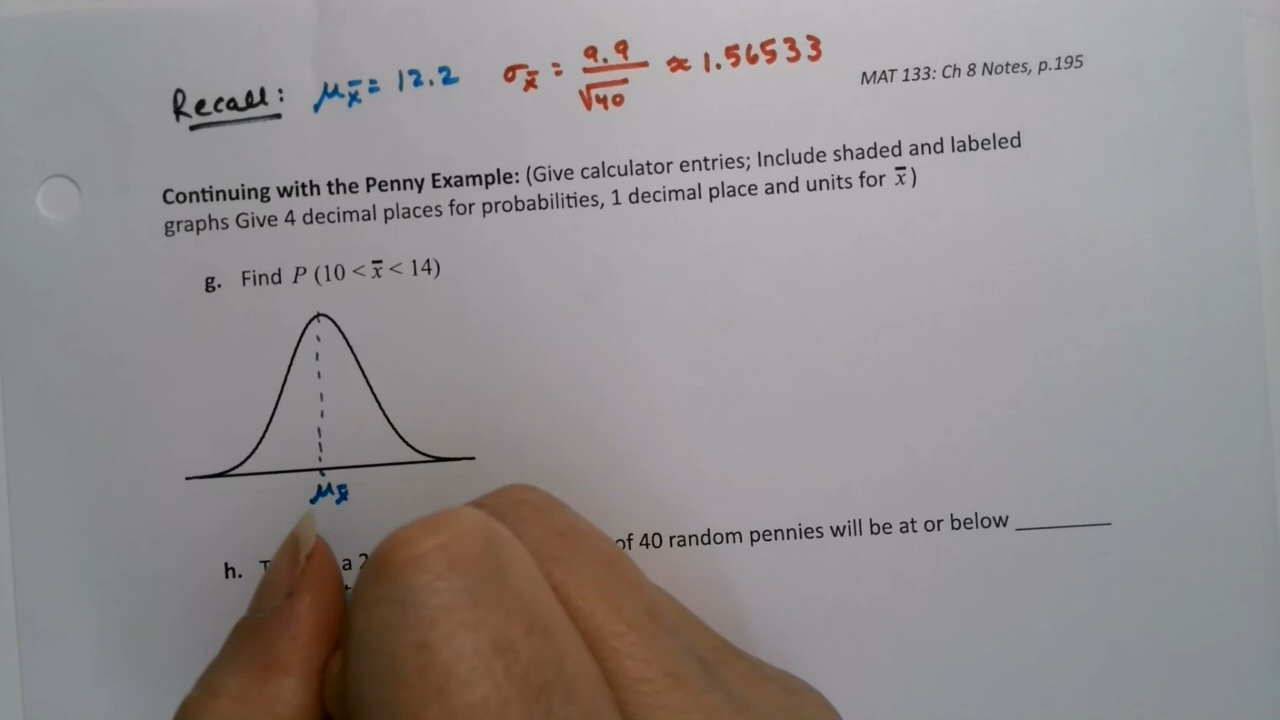 Recall: μx̄ = 12.2 σx̄ = 9.9/√40 ≈ 1.56533
MAT 133: Ch 8 Notes, p.195
Continuing with the Penny Example: (Give calculator entries; Include shaded and labeled
graphs Give 4 decimal places for probabilities, 1 decimal place and units for x̄)
g. Find P (10 < x̄ < 14)
μx̄
h. a of 40 random pennies will be at or below ________